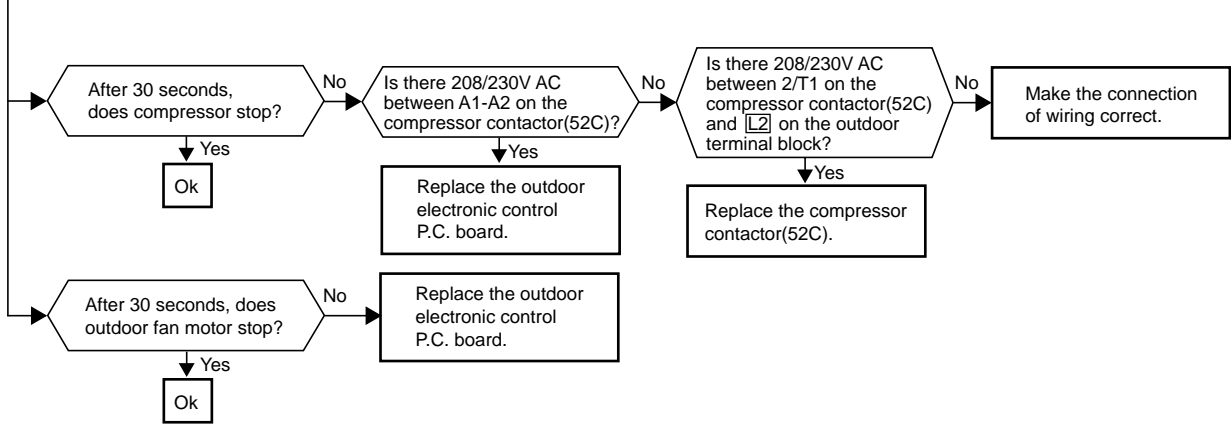 After 30 seconds,
does compressor stop?
No
Yes
Ok
Is there 208/230V AC
between A1-A2 on the
compressor contactor(52C)?
No
Yes
Replace the outdoor
electronic control
P.C. board.
Is there 208/230V AC
between 2/T1 on the
compressor contactor(52C)
and L2 on the outdoor
terminal block?
No
Yes
Replace the compressor
contactor(52C).
Make the connection
of wiring correct.
After 30 seconds, does
outdoor fan motor stop?
No
Yes
Ok
Replace the outdoor
electronic control
P.C. board.